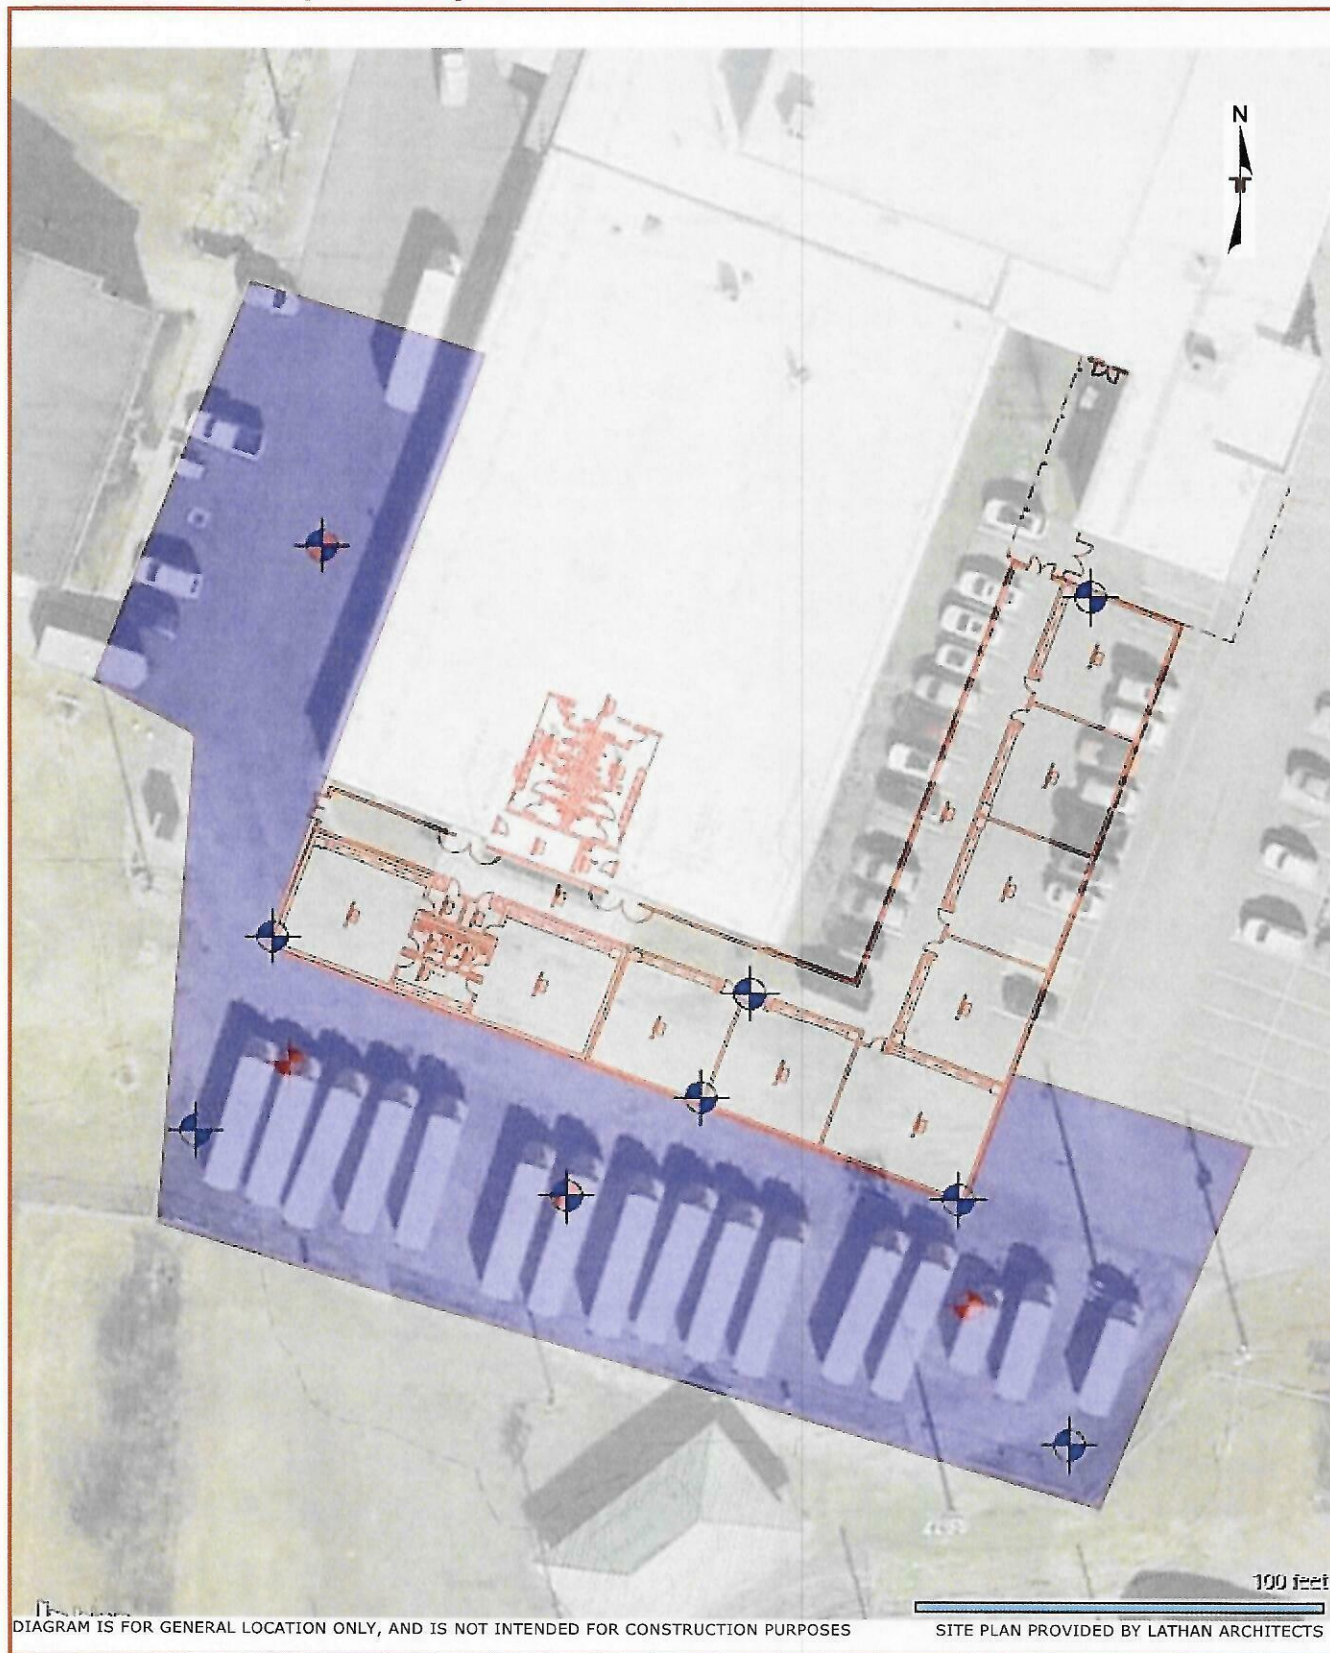 N
100 feet
DIAGRAM IS FOR GENERAL LOCATION ONLY, AND IS NOT INTENDED FOR CONSTRUCTION PURPOSES
SITE PLAN PROVIDED BY LATHAN ARCHITECTS